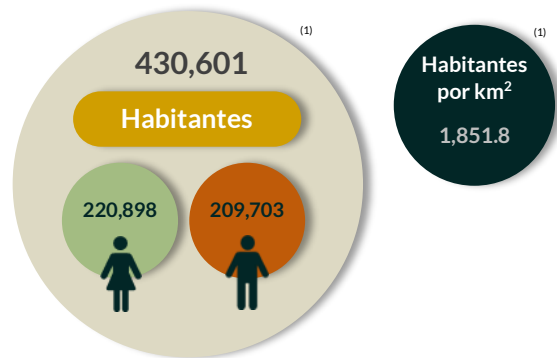 (1)
430,601
Habitantes
220,898
209,703
(1)
Habitantes
por km²
1,851.8